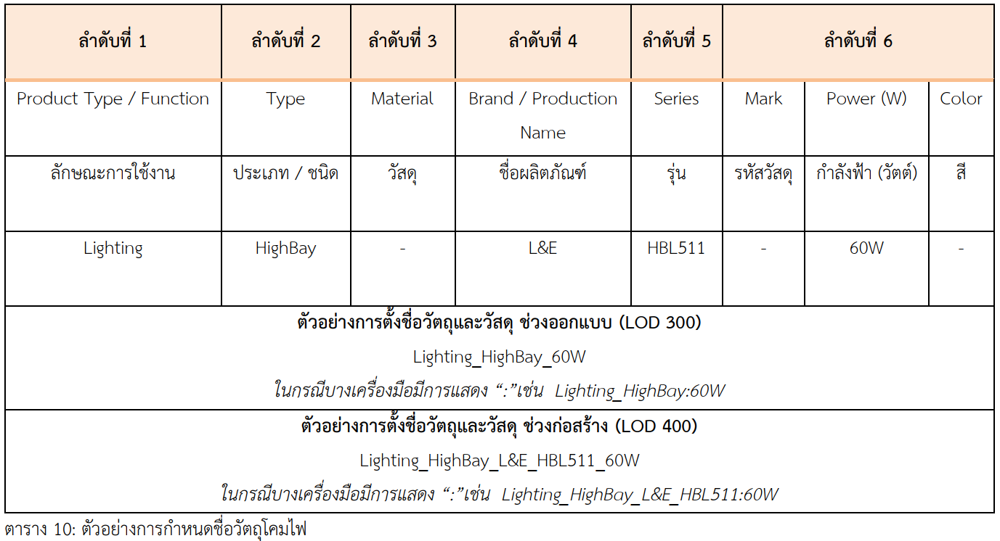 ลำดับที่ 1 ลำดับที่ 2 ลำดับที่ 3 ลำดับที่ 4 ลำดับที่ 5 ลำดับที่ 6
Product Type / Function Type Material Brand / Production Series Mark Power (W) Color
Name
ลักษณะการใช้งาน ประเภท / ชนิด วัสดุ ชื่อผลิตภัณฑ์ รุ่น รหัสวัสดุ กำลังฟ้า (วัตต์) สี
Lighting HighBay - L&E HBL511 - 60W -
ตัวอย่างการตั้งชื่อวัตถุและวัสดุ ช่วงออกแบบ (LOD 300)
Lighting_HighBay_60W
ในกรณีบางเครื่องมือมีการแสดง “:”เช่น Lighting_HighBay:60W
ตัวอย่างการตั้งชื่อวัตถุและวัสดุ ช่วงก่อสร้าง (LOD 400)
Lighting_HighBay_L&E_HBL511_60W
ในกรณีบางเครื่องมือมีการแสดง “:”เช่น Lighting_HighBay_L&E_HBL511:60W
ตาราง 10: ตัวอย่างการกำหนดชื่อวัตถุโคมไฟ